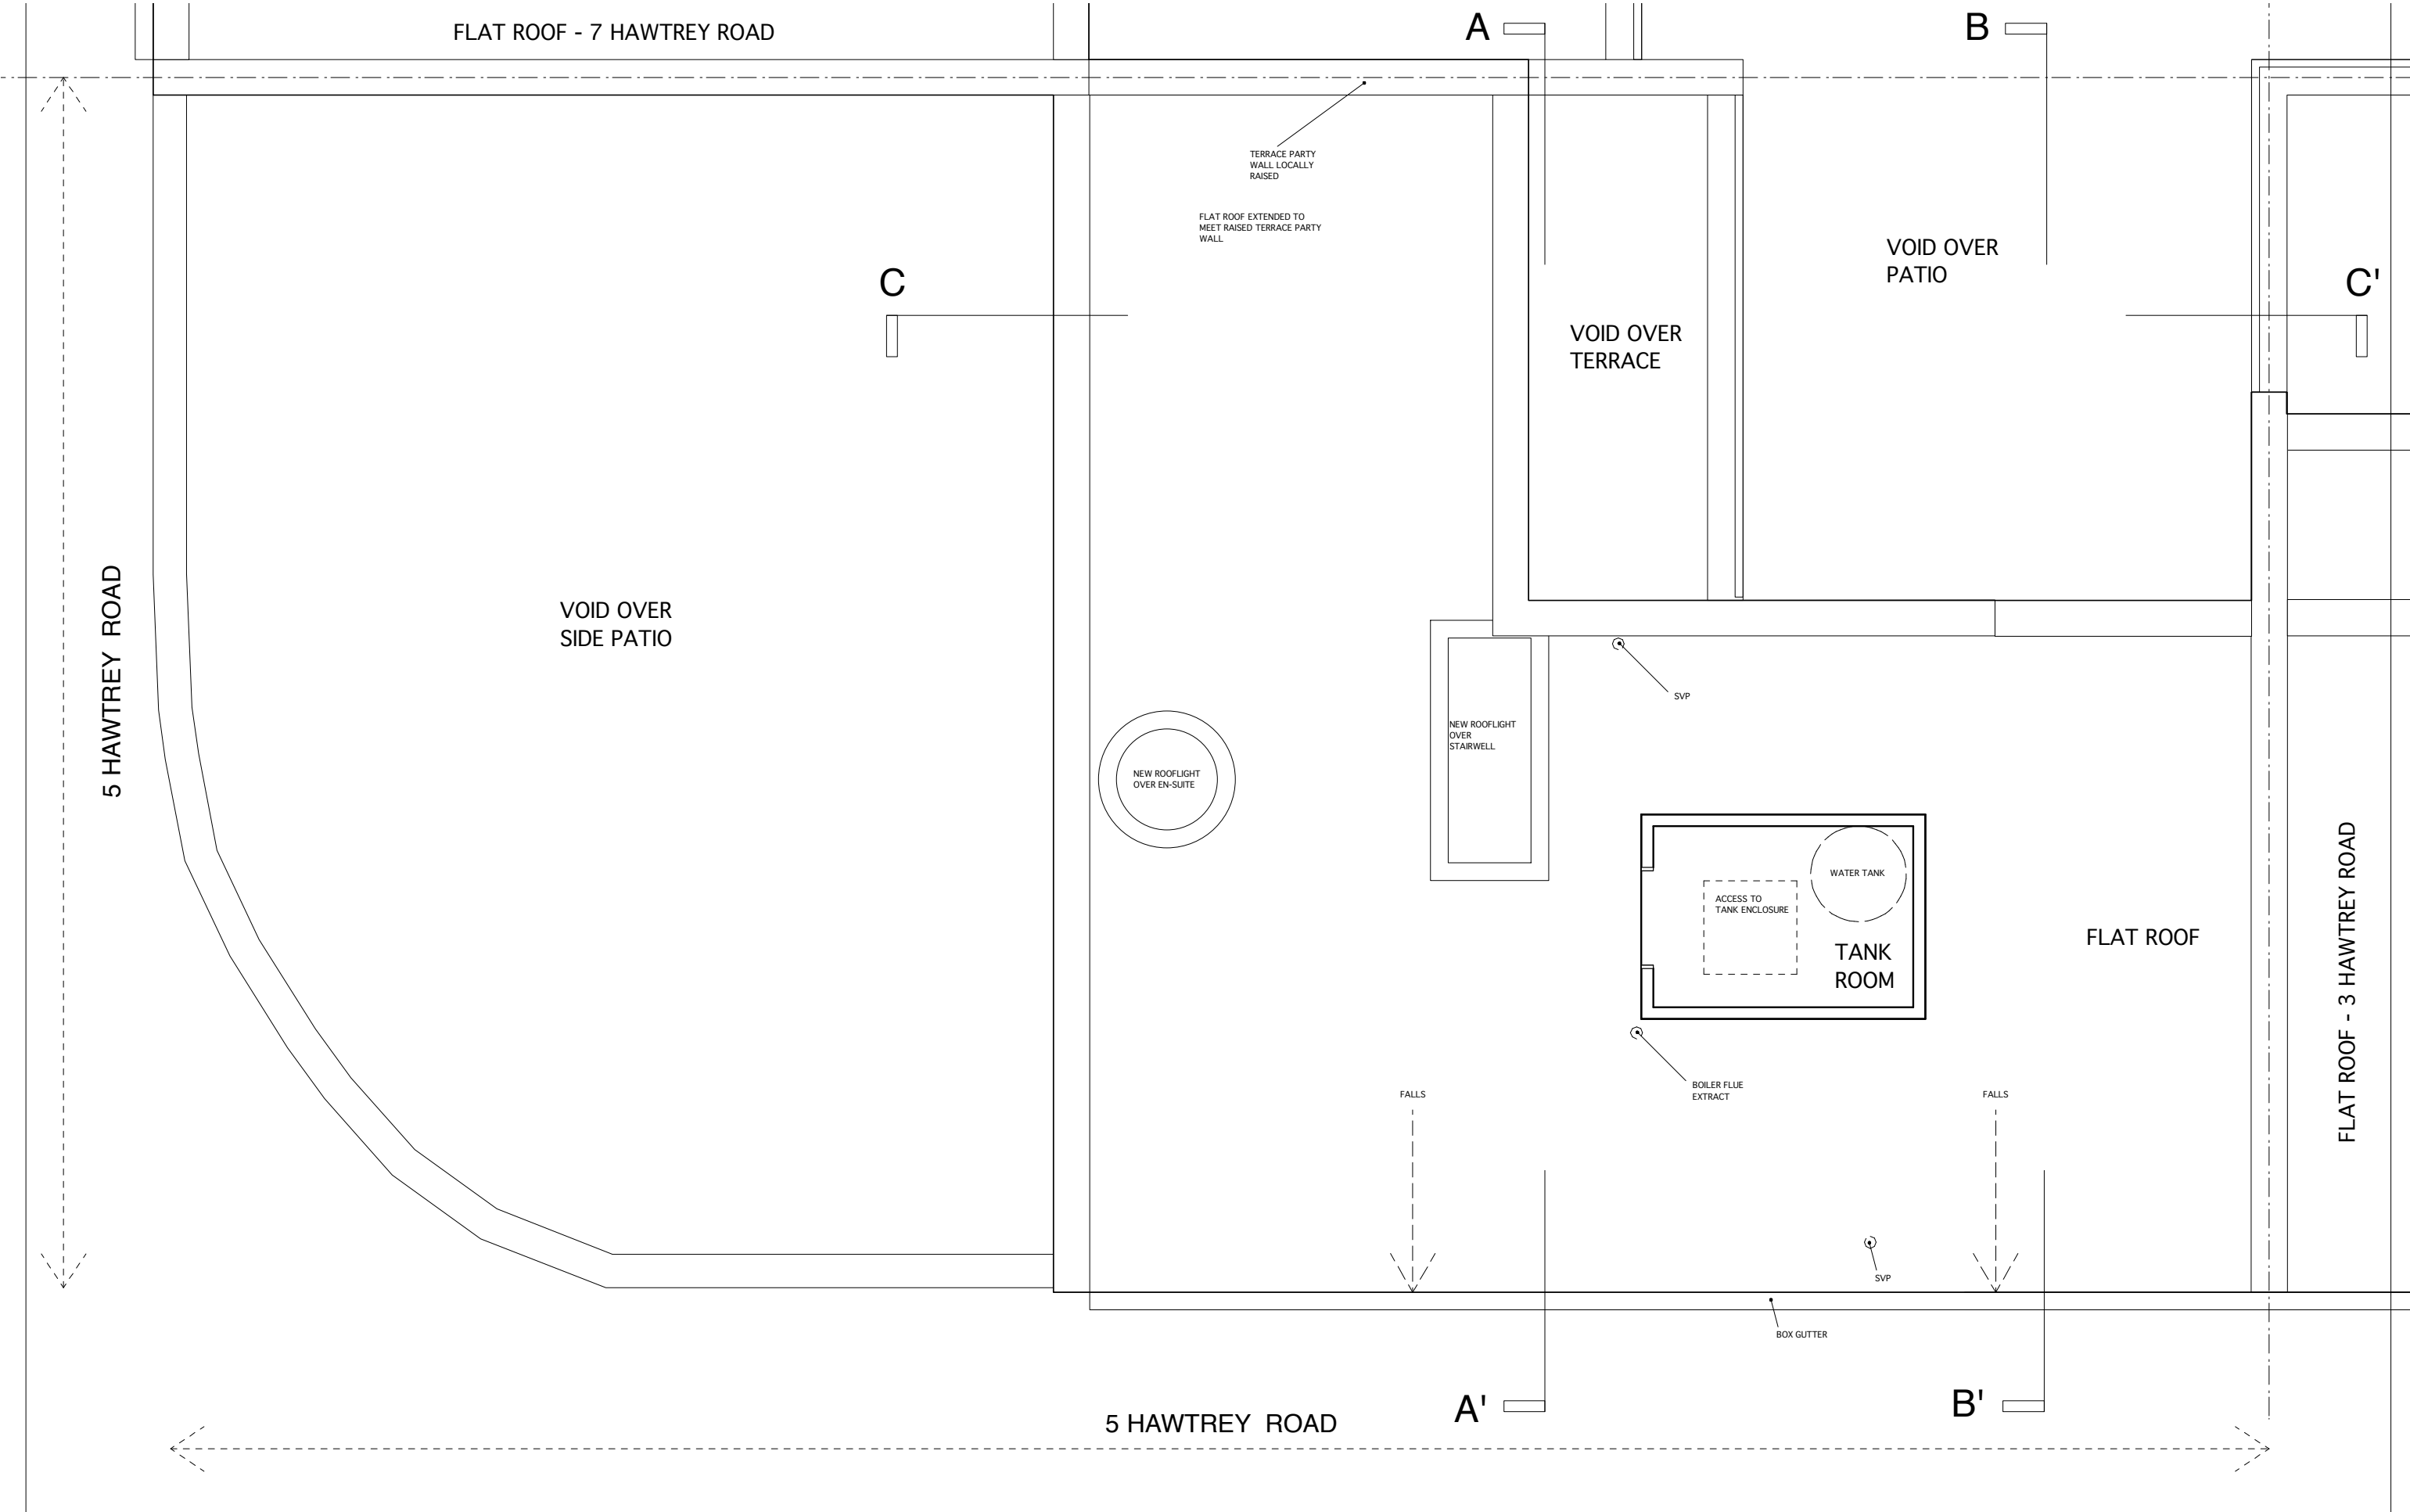 FLAT ROOF - 7 HAWTREY ROAD
A
B
TERRACE PARTY
WALL LOCALLY
RAISED
FLAT ROOF EXTENDED TO
MEET RAISED TERRACE PARTY
WALL
VOID OVER
PATIO
C
C'
VOID OVER
TERRACE
5 HAWTREY ROAD
VOID OVER
SIDE PATIO
SVP
NEW ROOFLIGHT
OVER
STAIRWELL
NEW ROOFLIGHT
OVER EN-SUITE
WATER TANK
ACCESS TO
TANK ENCLOSURE
TANK
ROOM
FLAT ROOF
FLAT ROOF - 3 HAWTREY ROAD
BOILER FLUE
EXTRACT
FALLS
FALLS
SVP
BOX GUTTER
A'
B'
5 HAWTREY ROAD